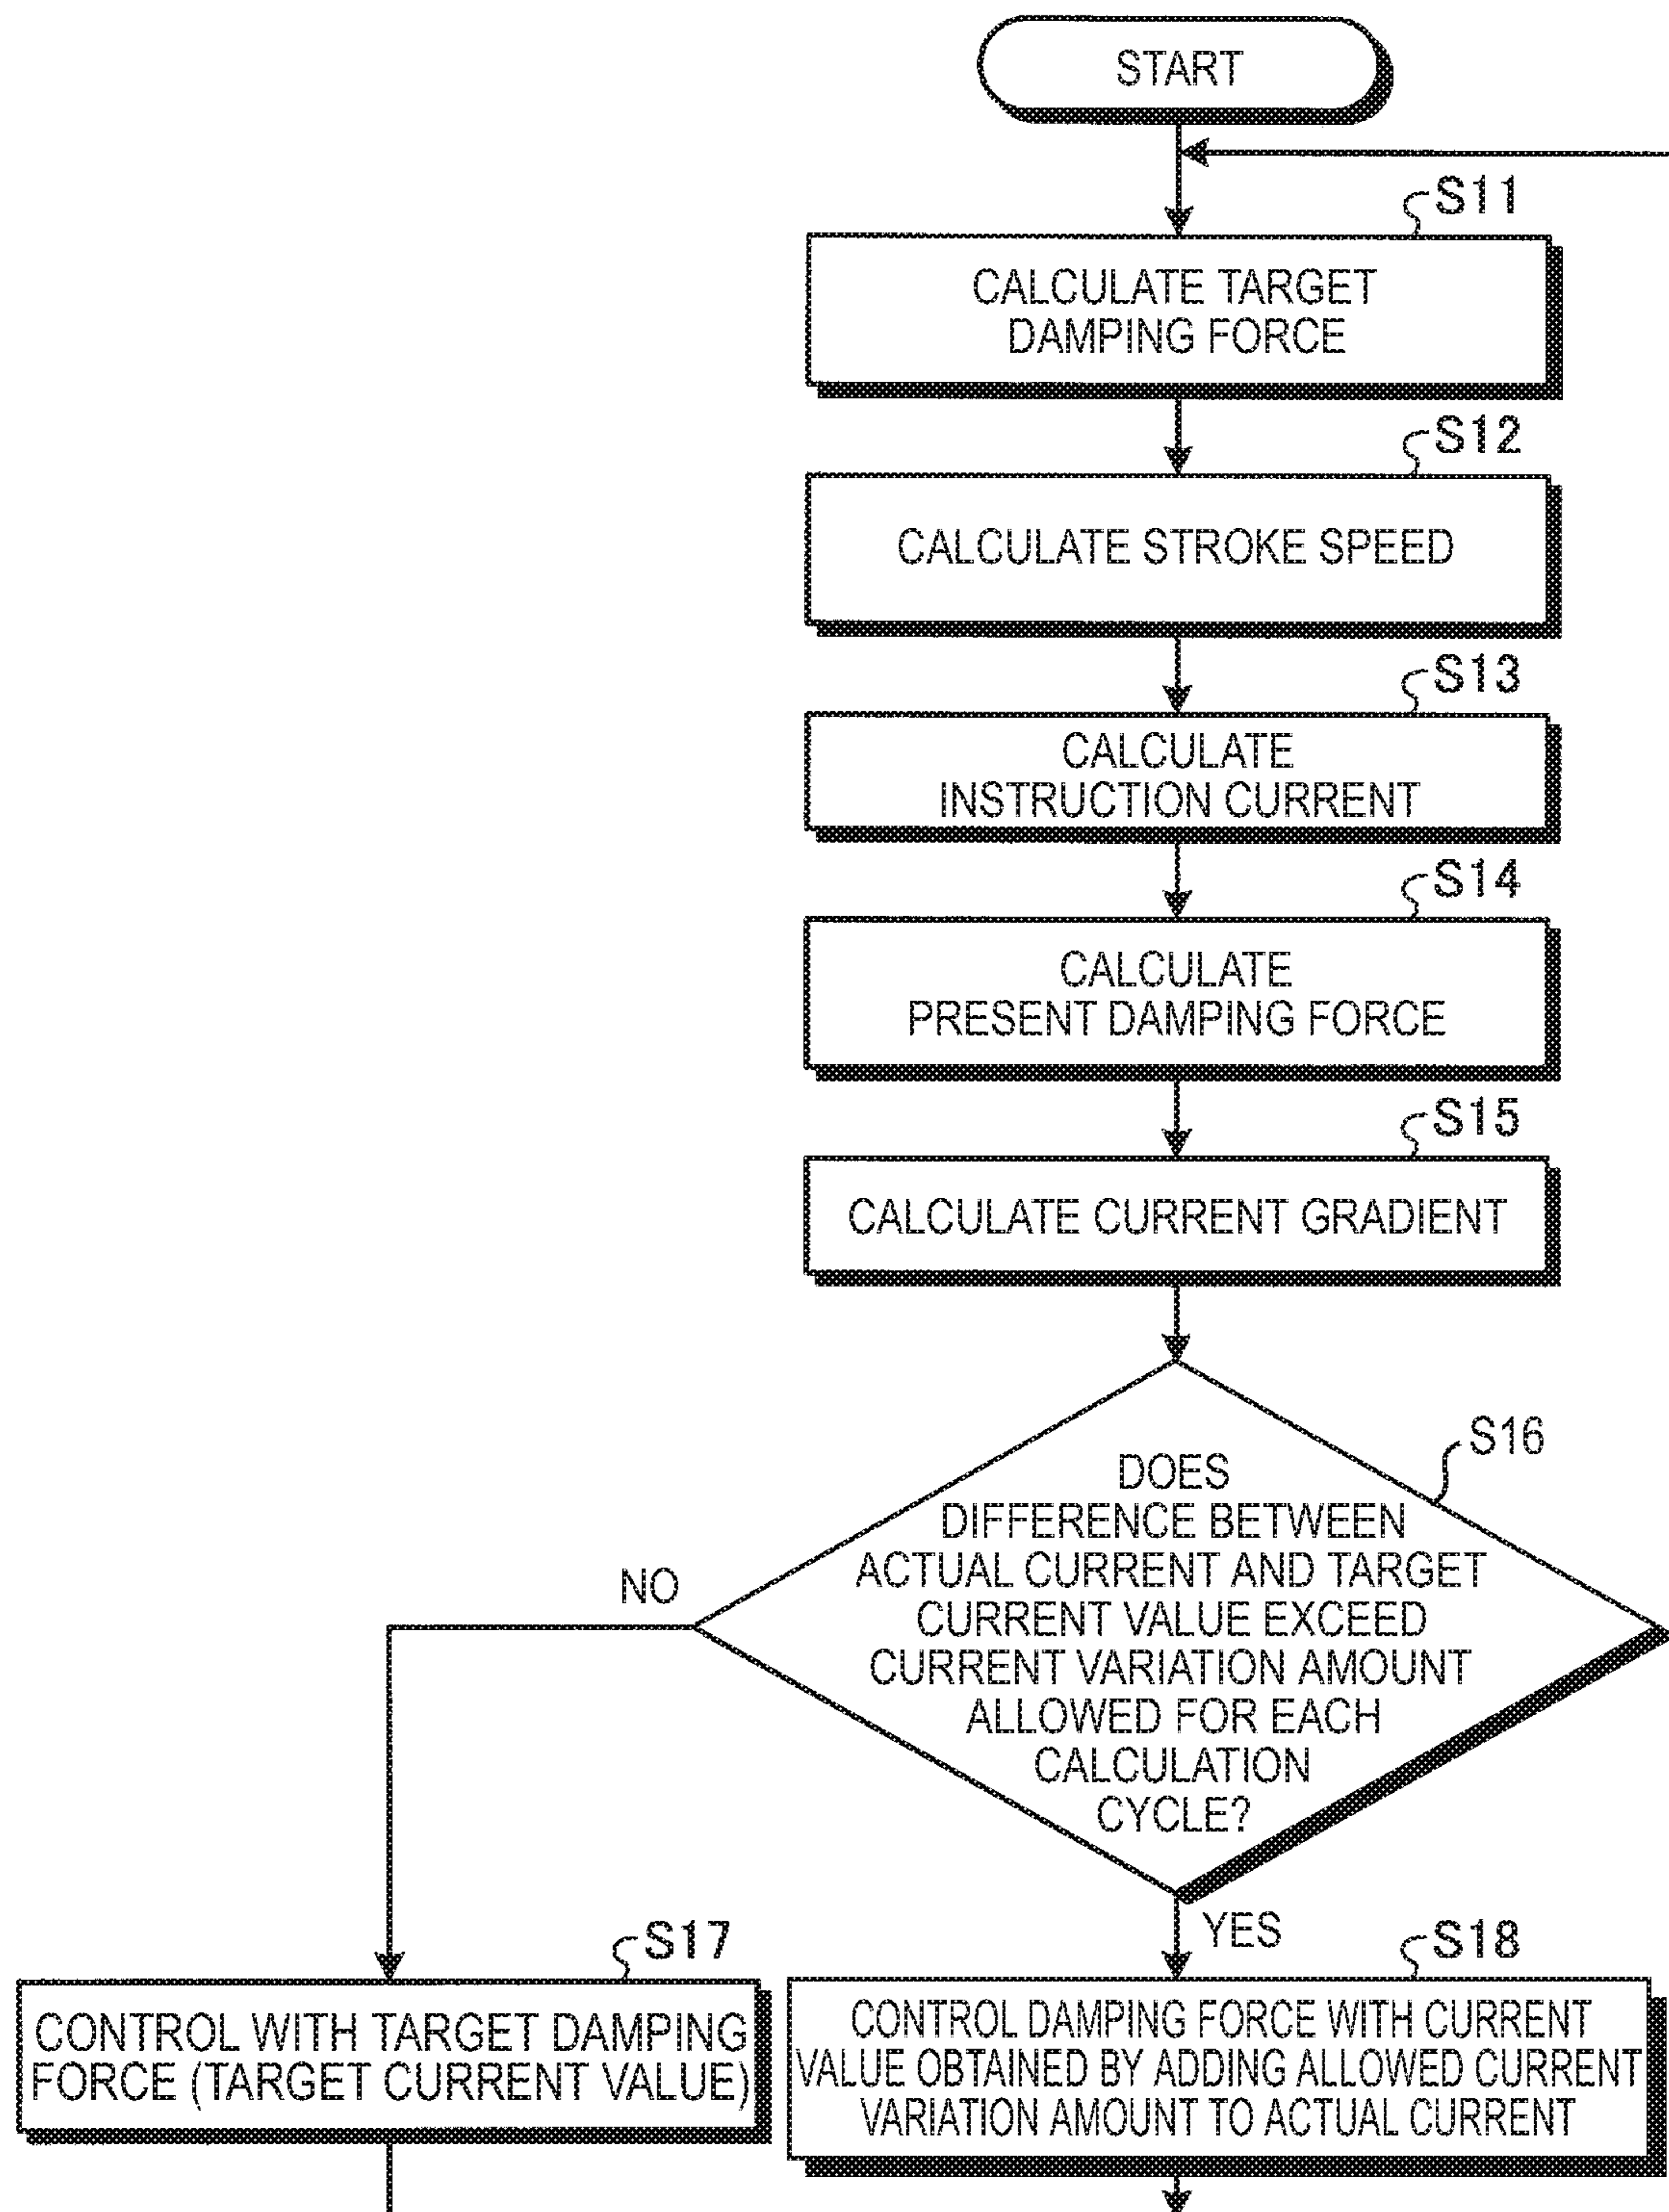 START
S11
CALCULATE TARGET
DAMPING FORCE
S12
CALCULATE STROKE SPEED
S13
CALCULATE
INSTRUCTION CURRENT
S14
CALCULATE
PRESENT DAMPING FORCE
S15
CALCULATE CURRENT GRADIENT
S16
DOES
DIFFERENCE BETWEEN
ACTUAL CURRENT AND TARGET
CURRENT VALUE EXCEED
CURRENT VARIATION AMOUNT
ALLOWED FOR EACH
CALCULATION
CYCLE?
NO
YES
S17
CONTROL WITH TARGET DAMPING
FORCE (TARGET CURRENT VALUE)
S18
CONTROL DAMPING FORCE WITH CURRENT
VALUE OBTAINED BY ADDING ALLOWED CURRENT
VARIATION AMOUNT TO ACTUAL CURRENT